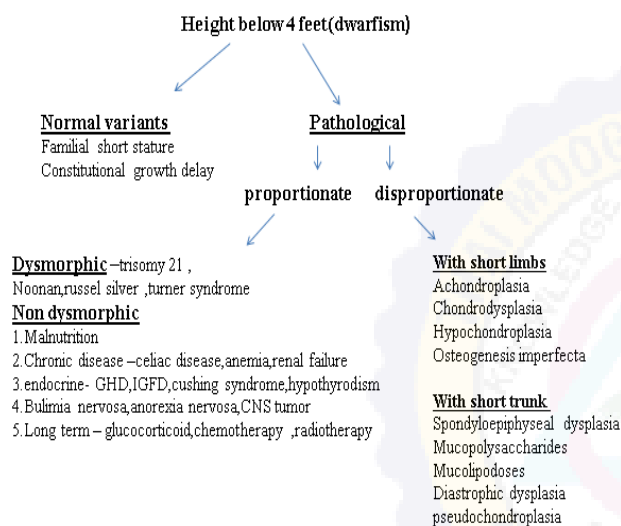 Height below 4 feet(dwarfism)
Normal variants
Familial short stature
Constitutional growth delay
Pathological
proportionate
disproportionate
Dysmorphic –trisomy 21 ,
Noonan,russel silver ,turner syndrome
Non dysmorphic
1.Malnutrition
2.Chronic disease –celiac disease,anemia,renal failure
3.endocrine- GHD,IGFD,cushing syndrome,hypothyrodism
4.Bulimia nervosa,anorexia nervosa,CNS tumor
5.Long term – glucocorticoid,chemotherapy ,radiotherapy
With short limbs
Achondroplasia
Chondrodysplasia
Hypochondroplasia
Osteogenesis imperfecta
With short trunk
Spondyloepiphyseal dysplasia
Mucopolysaccharides
Mucolipodoses
Diastrophic dysplasia
pseudochondroplasia